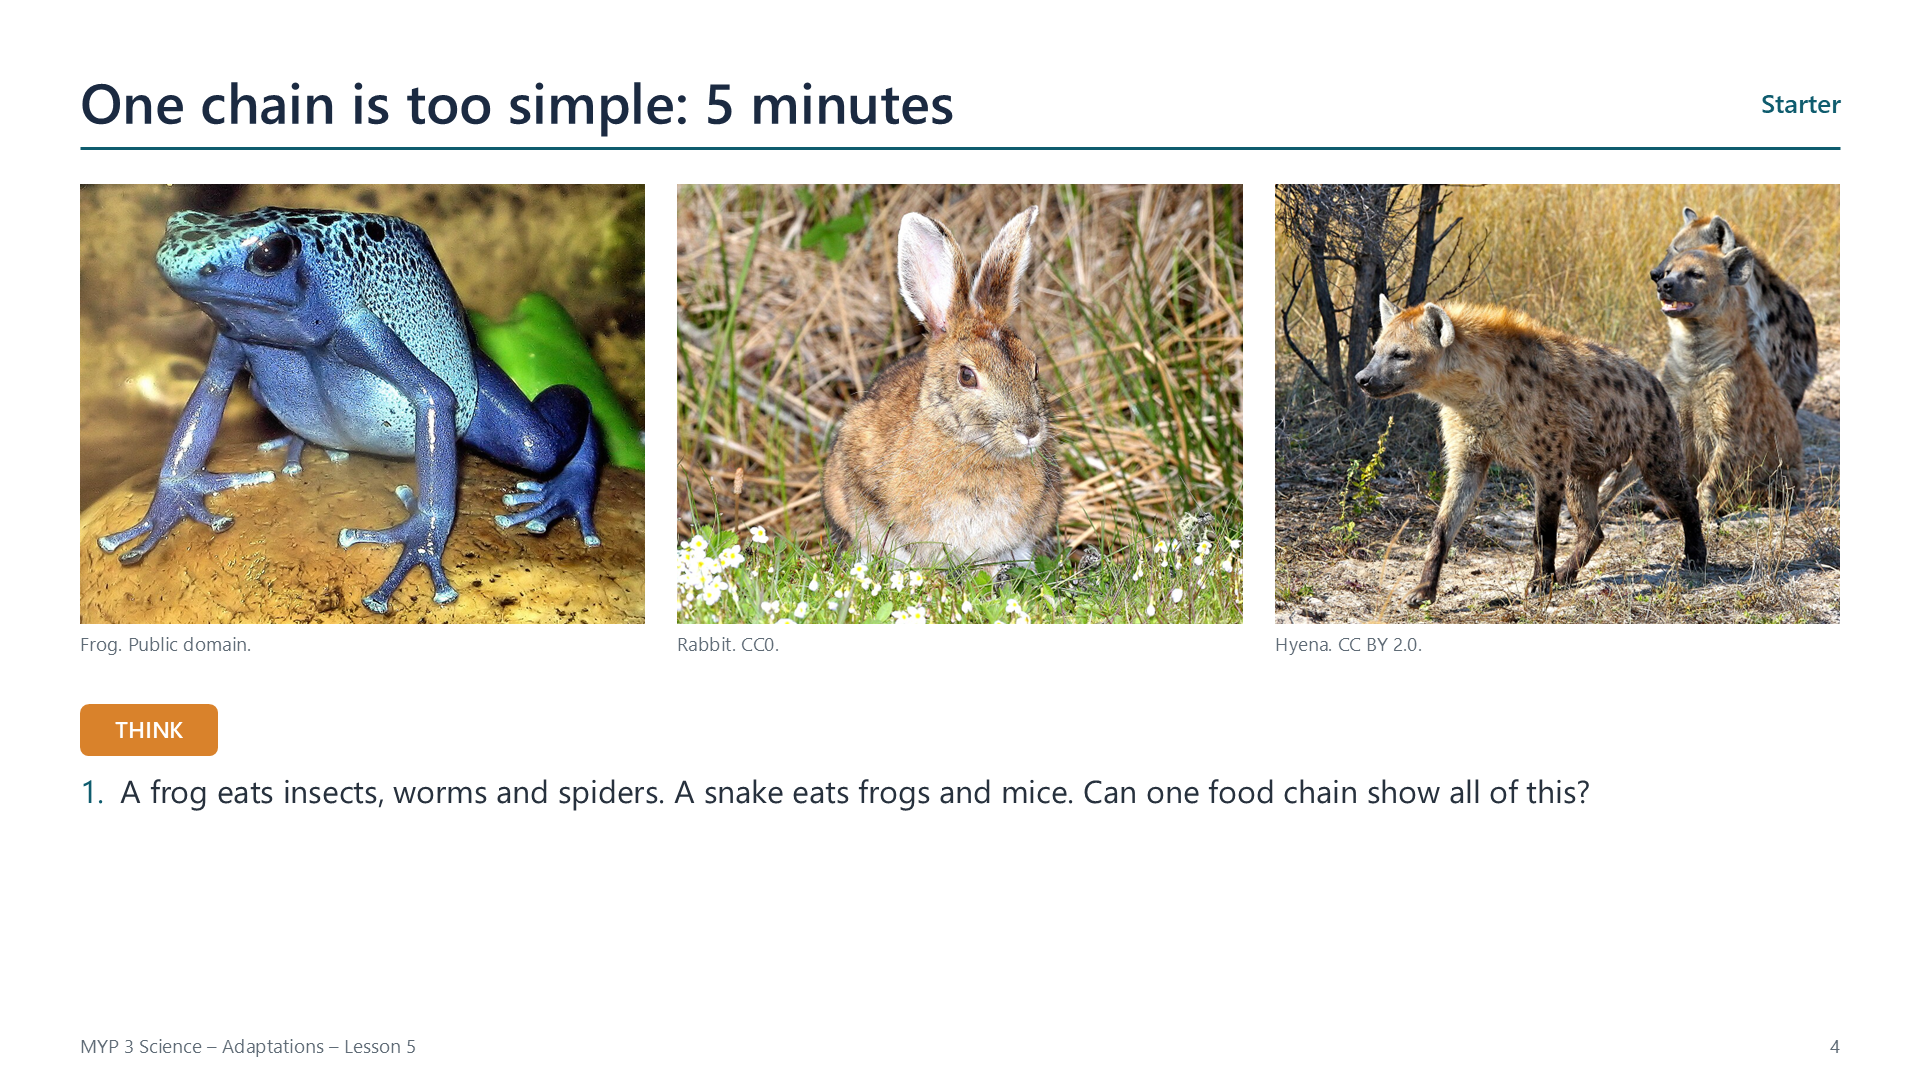 One chain is too simple: 5 minutes
Starter
Frog. Public domain.
Rabbit. CC0.
Hyena. CC BY 2.0.
THINK
1. A frog eats insects, worms and spiders. A snake eats frogs and mice. Can one food chain show all of this?
MYP 3 Science – Adaptations – Lesson 5
4